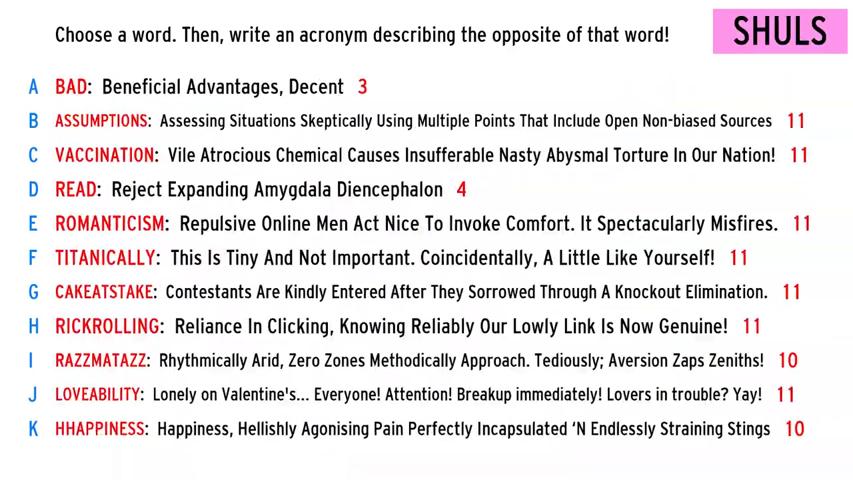 Choose a word. Then, write an acronym describing the opposite of that word!
SHULS
A BAD: Beneficial Advantages, Decent 3
B ASSUMPTIONS: Assessing Situations Skeptically Using Multiple Points That Include Open Non-biased Sources 11
C VACCINATION: Vile Atrocious Chemical Causes Insufferable Nasty Abysmal Torture In Our Nation! 11
D READ: Reject Expanding Amygdala Diencephalon 4
E ROMANTICISM: Repulsive Online Men Act Nice To Invoke Comfort. It Spectacularly Misfires. 11
F TITANICALLY: This Is Tiny And Not Important. Coincidentally, A Little Like Yourself! 11
G CAKEATSTAKE: Contestants Are Kindly Entered After They Sorrowed Through A Knockout Elimination. 11
H RICKROLLING: Reliance In Clicking, Knowing Reliably Our Lowly Link Is Now Genuine! 11
I RAZZMATAZZ: Rhythmically Arid, Zero Zones Methodically Approach. Tediously; Aversion Zaps Zeniths! 10
J LOVEABILITY: Lonely on Valentine's... Everyone! Attention! Breakup immediately! Lovers in trouble? Yay! 11
K HHAPPINESS: Happiness, Hellishly Agonising Pain Perfectly Incapsulated ‘N Endlessly Straining Stings 10